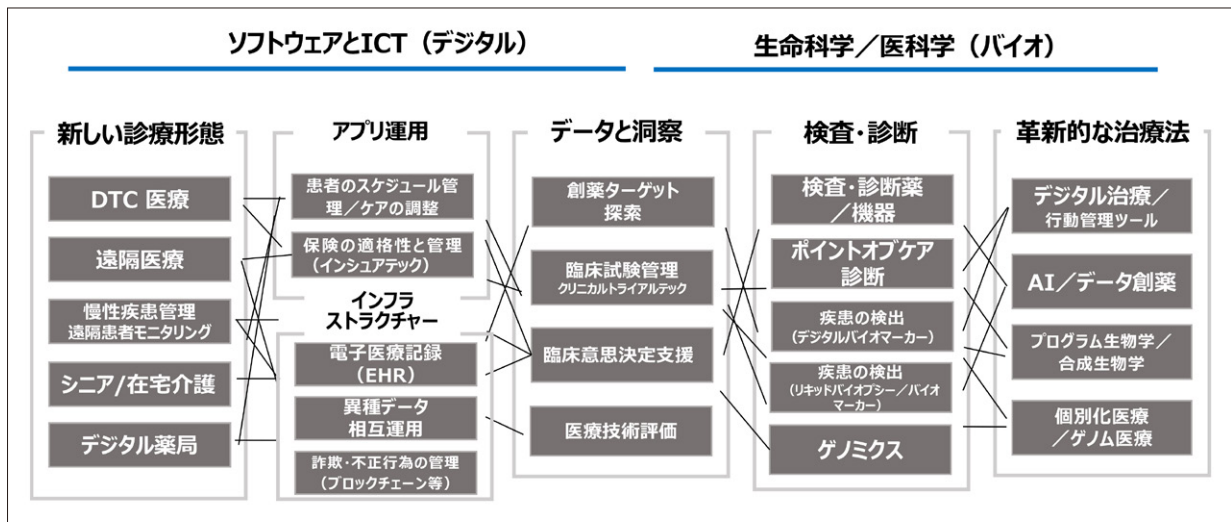 ソフトウェアとICT（デジタル）
生命科学／医科学（バイオ）
新しい診療形態
DTC 医療
遠隔医療
慢性疾患管理
遠隔患者モニタリング
シニア/在宅介護
デジタル薬局
アプリ運用
患者のスケジュール管
理／ケアの調整
保険の適格性と管理
（インシュアテック）
インフラ
ストラクチャー
電子医療記録
（EHR）
異種データ
相互運用
詐欺・不正行為の管理
（ブロックチェーン等）
データと洞察
創薬ターゲット
探索
臨床試験管理
クリニカルトライアルテック
臨床意思決定支援
医療技術評価
検査・診断
検査・診断薬
／機器
ポイントオブケア
診断
疾患の検出
（デジタルバイオマーカー）
疾患の検出
（リキッドバイオプシー／バイオ
マーカー）
ゲノミクス
革新的な治療法
デジタル治療／
行動管理ツール
AI／データ創薬
プログラム生物学／
合成生物学
個別化医療
／ゲノム医療